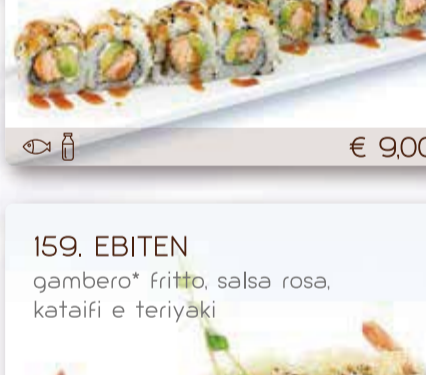 € 9,00
159. EBITEN
gambero* fritto, salsa rosa,
kataifi e teriyaki